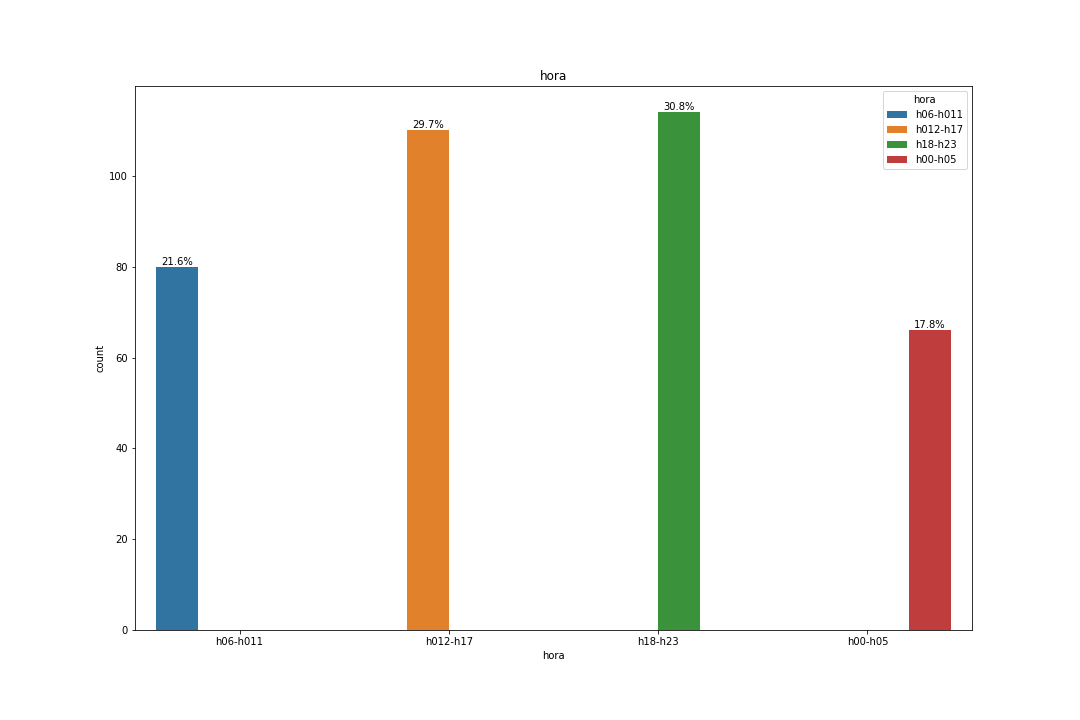 hora
30.8%
29.7%
21.6%
17.8%
hora
h06-h011
h012-h17
h18-h23
h00-h05
count
100
80
60
40
20
0
h06-h011 h012-h17 h18-h23 h00-h05
hora